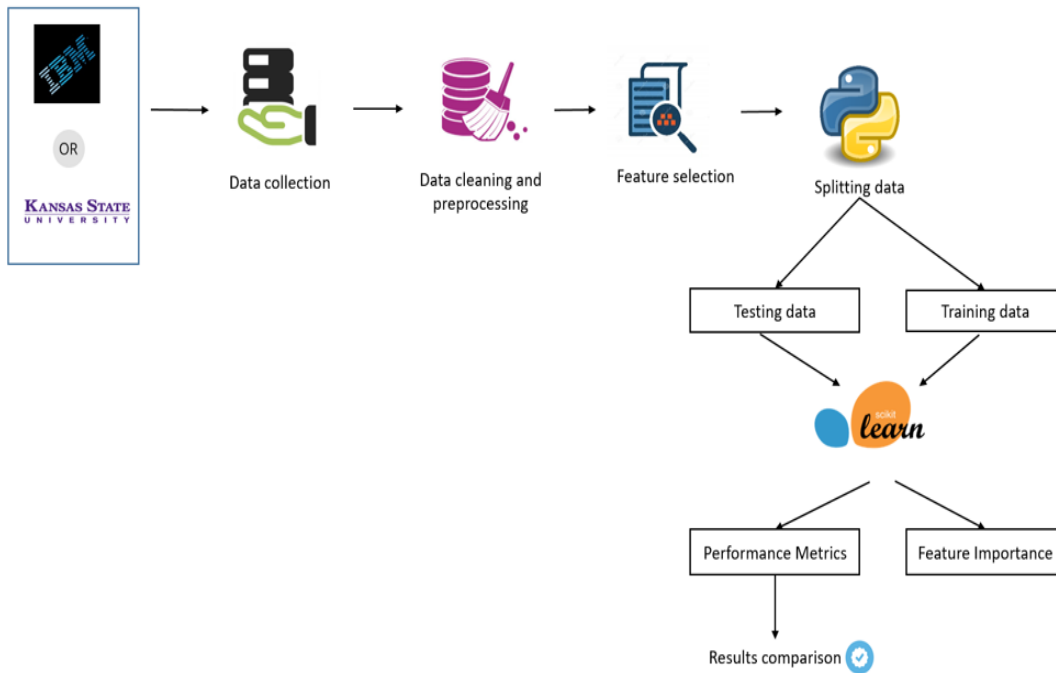 IBM
OR
KANSAS STATE
UNIVERSITY
Data collection
Data cleaning and
preprocessing
Feature selection
Splitting data
Testing data
Training data
scikit
learn
Performance Metrics
Feature Importance
Results comparison